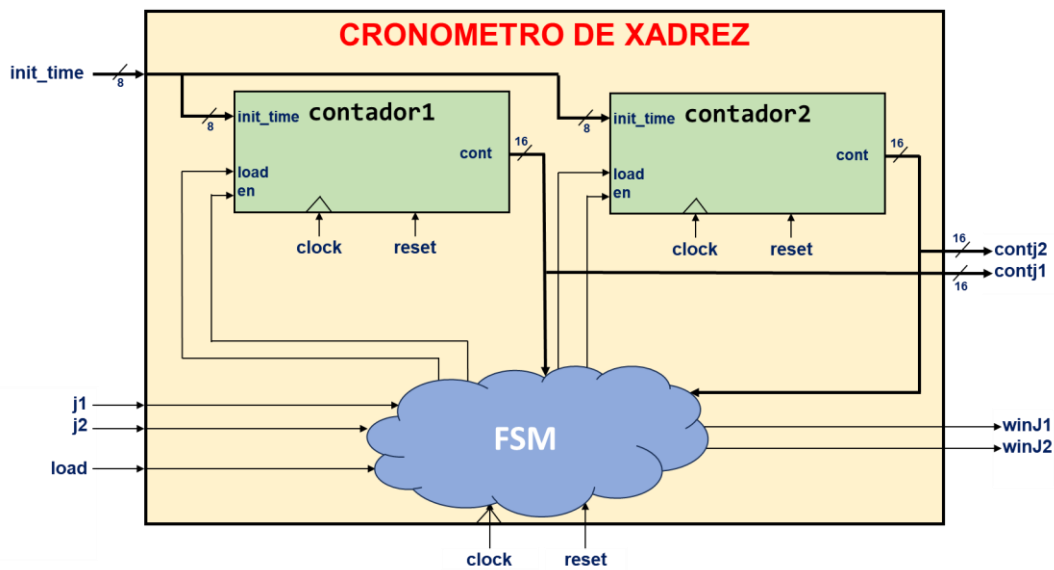 CRONOMETRO DE XADREZ
init_time
8
init_time
contador1
8
16
cont
load
en
clock
reset
init_time
contador2
8
16
cont
load
en
clock
reset
16
contj2
contj1
16
j1
j2
load
FSM
winJ1
winJ2
clock
reset